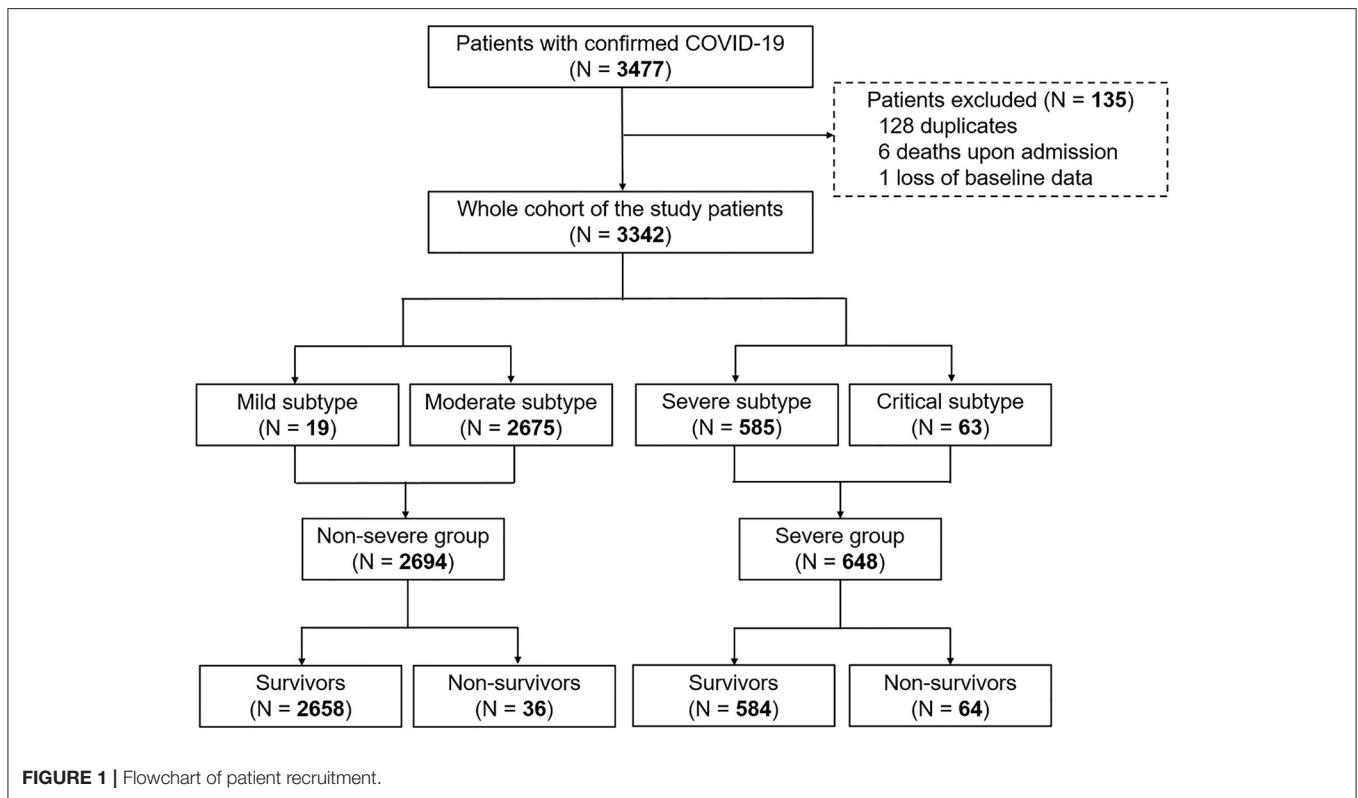 Patients with confirmed COVID-19
(N = 3477)
Patients excluded (N = 135)
128 duplicates
6 deaths upon admission
1 loss of baseline data
Whole cohort of the study patients
(N = 3342)
Mild subtype
(N = 19)
Moderate subtype
(N = 2675)
Severe subtype
(N = 585)
Critical subtype
(N = 63)
Non-severe group
(N = 2694)
Severe group
(N = 648)
Survivors
(N = 2658)
Non-survivors
(N = 36)
Survivors
(N = 584)
Non-survivors
(N = 64)
FIGURE 1 | Flowchart of patient recruitment.